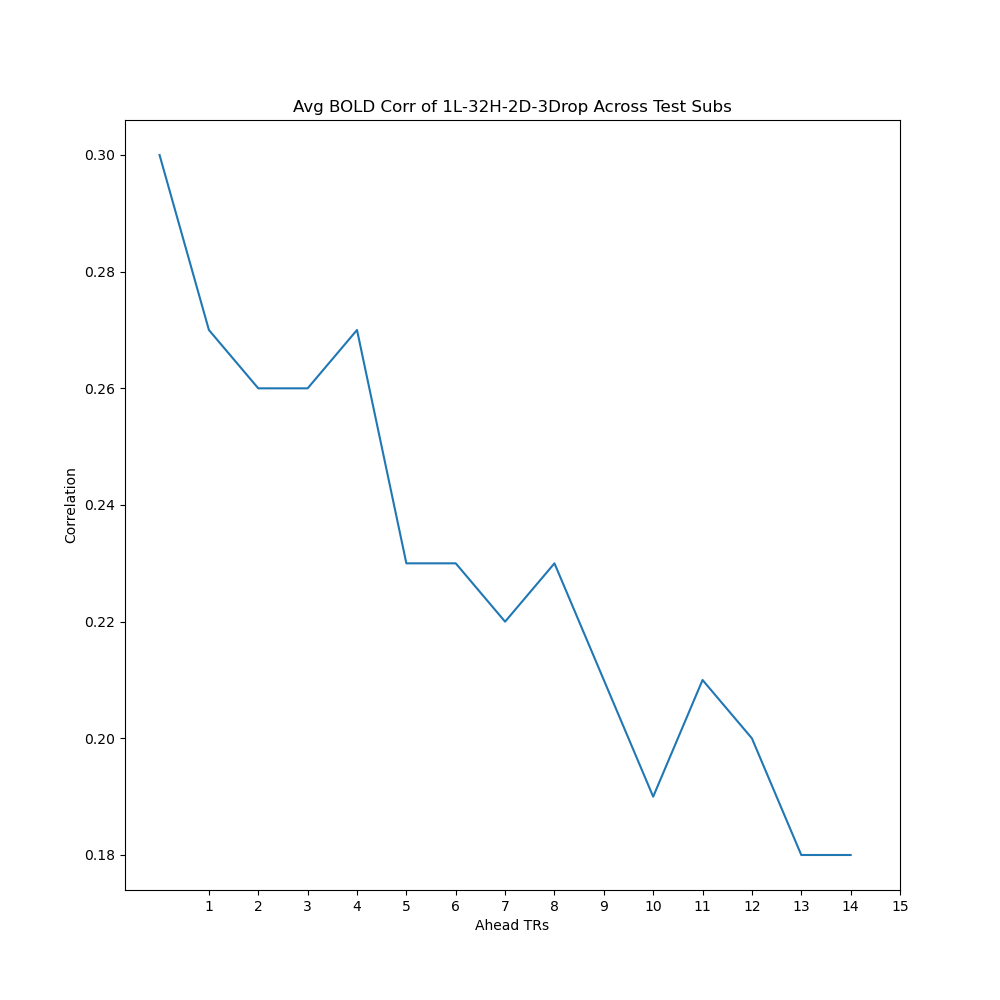 Avg BOLD Corr of 1L-32H-2D-3Drop Across Test Subs
0.30
0.28
0.26
0.24
0.22
0.20
0.18
Correlation
1 2 3 4 5 6 7 8 9 10 11 12 13 14 15
Ahead TRs